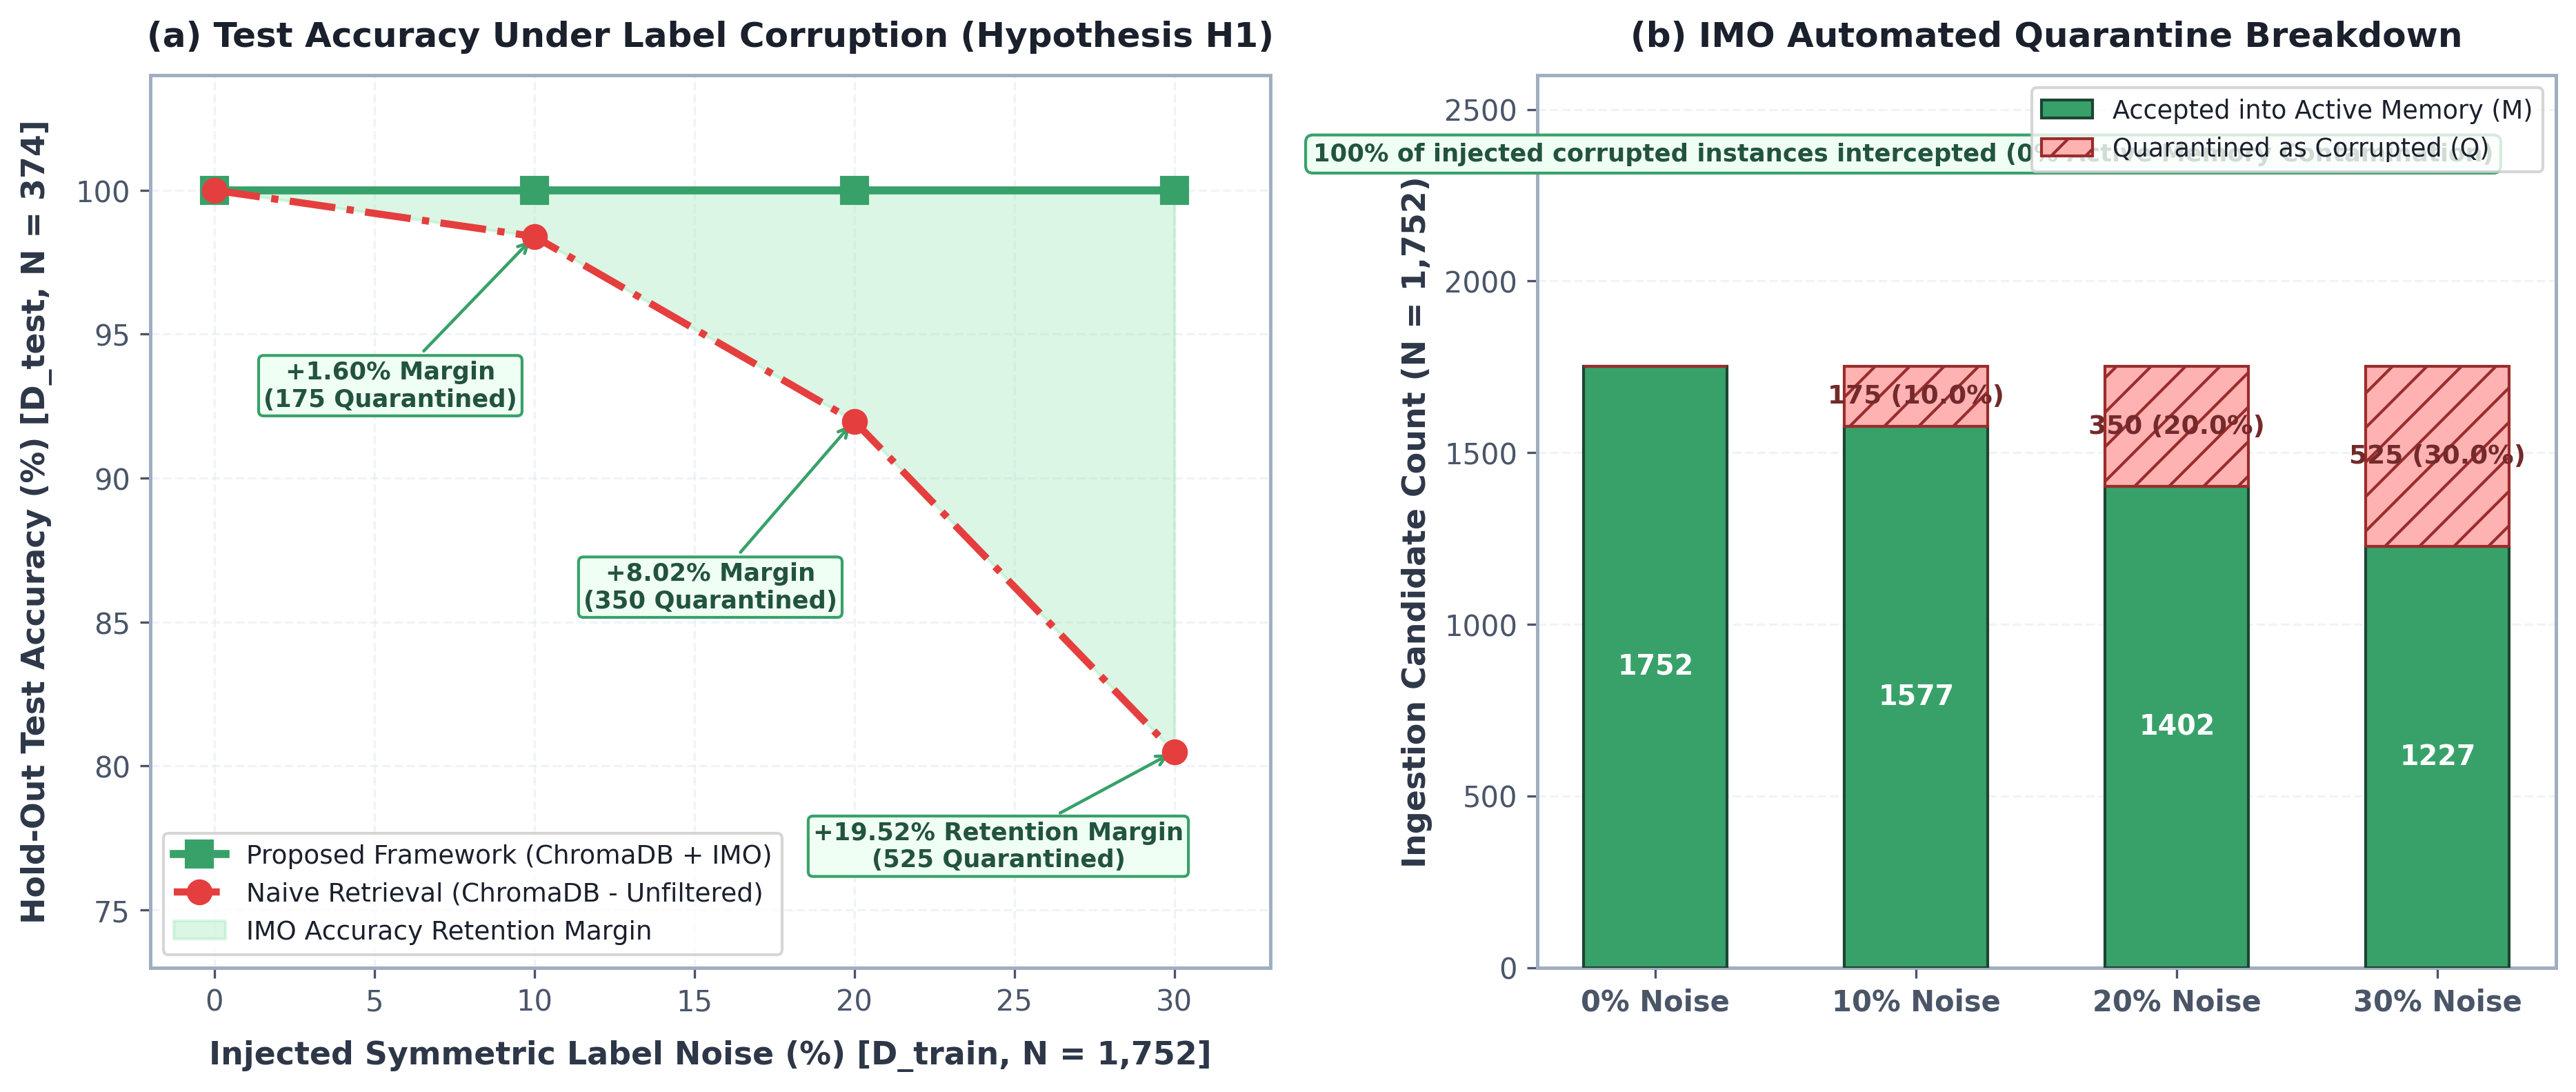 (a) Test Accuracy Under Label Corruption (Hypothesis H1)
Hold-Out Test Accuracy (%) [D_test, N = 374]
100
95
90
85
80
75
+1.60% Margin
(175 Quarantined)
+8.02% Margin
(350 Quarantined)
+19.52% Retention Margin
(525 Quarantined)
Proposed Framework (ChromaDB + IMO)
Naive Retrieval (ChromaDB - Unfiltered)
IMO Accuracy Retention Margin
0 5 10 15 20 25 30
Injected Symmetric Label Noise (%) [D_train, N = 1,752]
(b) IMO Automated Quarantine Breakdown
Ingestion Candidate Count (N = 1,752)
2500
2000
1500
1000
500
0
Accepted into Active Memory (M)
Quarantined as Corrupted (Q)
100% of injected corrupted instances intercepted (0% Active Memory Contamination)
175 (10.0%)
350 (20.0%)
525 (30.0%)
1752
1577
1402
1227
0% Noise 10% Noise 20% Noise 30% Noise